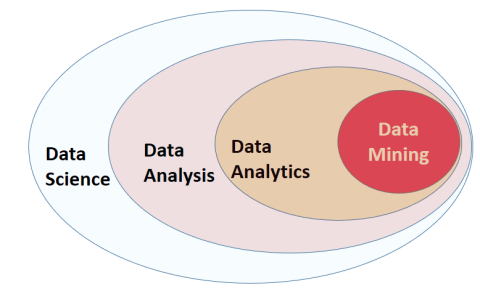 Data
Science
Data
Analysis
Data
Analytics
Data
Mining